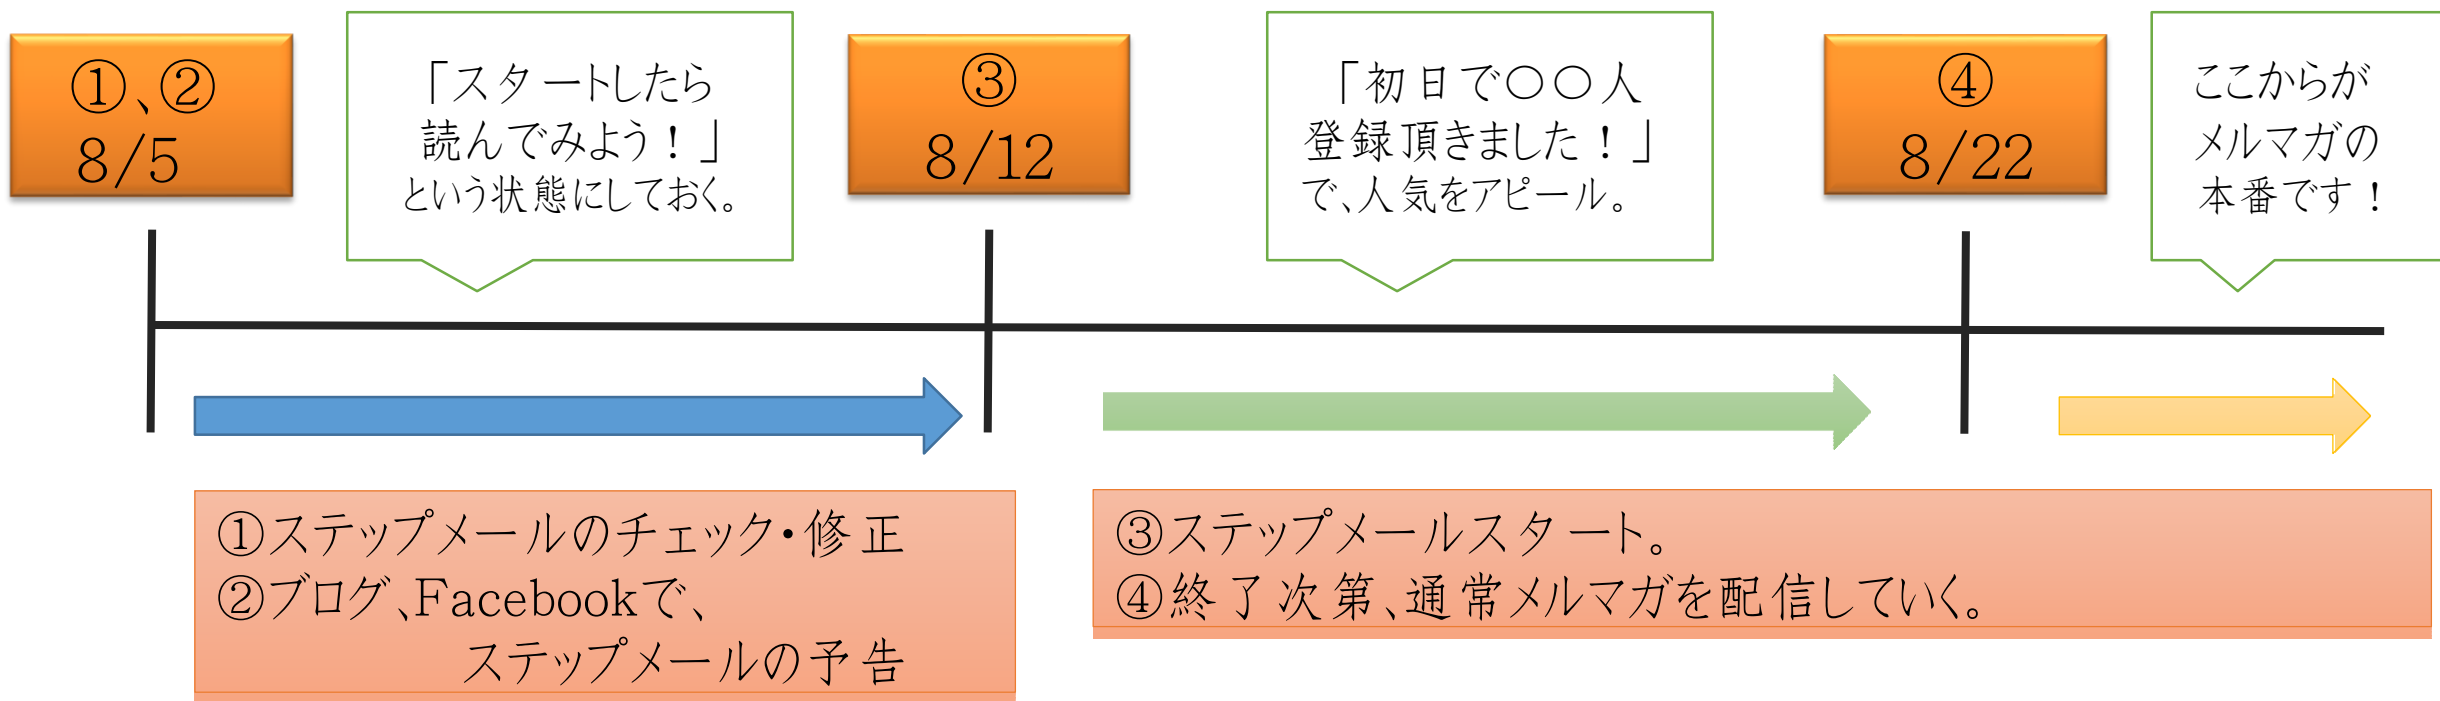 ①、②
8/5
「スタートしたら
読んでみよう！」
という状態にしておく。
③
8/12
「初日で〇〇人
登録頂きました！」
で、人気をアピール。
④
8/22
ここからが
メルマガの
本番です！
①ステップメールのチェック・修正
②ブログ、Facebookで、
ステップメールの予告
③ステップメールスタート。
④終了次第、通常メルマガを配信していく。